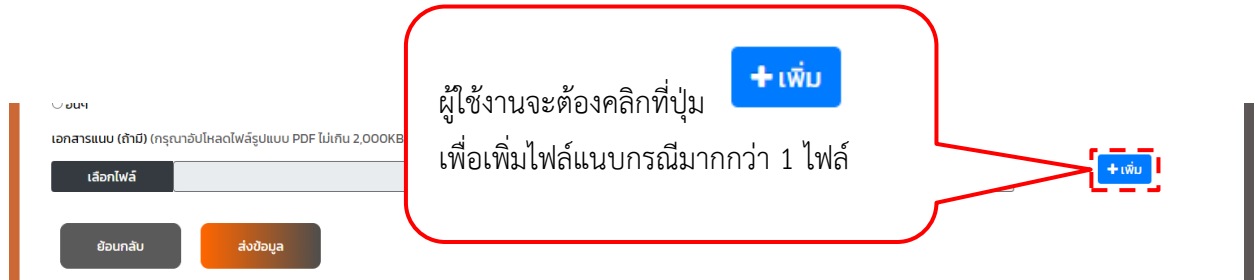 + เพิ่ม
ผู้ใช้งานจะต้องคลิกที่ปุ่ม
เพื่อเพิ่มไฟล์แนบกรณีมากกว่า 1 ไฟล์
อื่นๆ
เอกสารแนบ (ถ้ามี) (กรุณาอัปโหลดไฟล์รูปแบบ PDF ไม่เกิน 2,000KB
เลือกไฟล์
+ เพิ่ม
ย้อนกลับ
ส่งข้อมูล